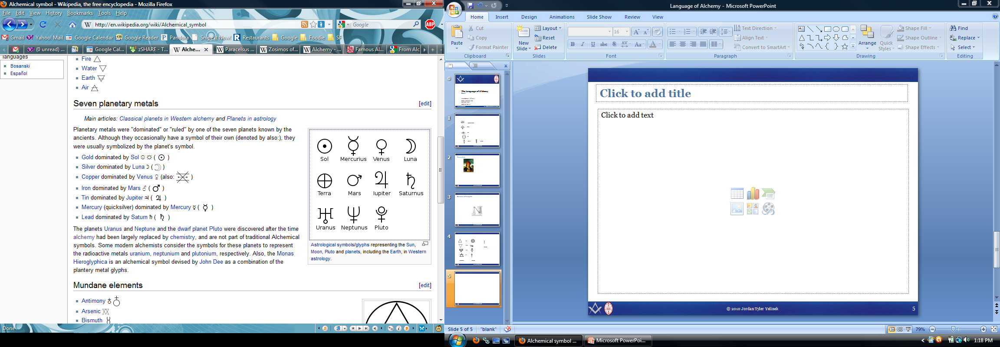 Alchemical symbol - Wikipedia, the free encyclopedia - Mozilla Firefox
File Edit View History Bookmarks Tools Help
http://en.wikipedia.org/wiki/Alchemical_symbol
Google
ABP
Gmail Yahoo! Mail Google Calendar Google Reader Pandora Snipe It Now! Restaurants Google Foodie SF
(0 unread) ... Google Cal... zSHARE - T... Alche... Paracelsus ... Zosimos of... Alchemy - ... Famous Al... From Alc
languages
Bosanski
Español
Fire
Water
Earth
Air
Seven planetary metals [edit]
Main articles: Classical planets in Western alchemy and Planets in astrology
Planetary metals were "dominated" or "ruled" by one of the seven planets known by the
ancients. Although they occasionally have a symbol of their own (denoted by also:), they
were usually symbolized by the planet's symbol.
Gold dominated by Sol ☉ ☼ ( ☉ )
Silver dominated by Luna ☽ ( ☽ )
Copper dominated by Venus ♀ (also: )
Iron dominated by Mars ♂ ( ♂ )
Tin dominated by Jupiter ♃ ( ♃ )
Mercury (quicksilver) dominated by Mercury ☿ ( ☿ )
Lead dominated by Saturn ♄ ( ♄ )
The planets Uranus and Neptune and the dwarf planet Pluto were discovered after the time
alchemy had been largely replaced by chemistry, and are not part of traditional Alchemical
symbols. Some modern alchemists consider the symbols for these planets to represent
the radioactive metals uranium, neptunium and plutonium, respectively. Also, the Monas
Hieroglyphica is an alchemical symbol devised by John Dee as a combination of the
plantery metal glyphs.
Sol Mercurius Venus Luna
Terra Mars Iupiter Saturnus
Uranus Neptunus Pluto
Astrological symbols/glyphs representing the Sun,
Moon, Pluto and planets, including the Earth, in Western
astrology.
Mundane elements [edit]
Antimony
Arsenic
Bismuth
Done
Language of Alchemy - Microsoft PowerPoint
Home Insert Design Animations Slide Show Review View
Paste
Cut
Copy
Format Painter
Clipboard
New Slide
Layout
Reset
Delete
Slides
16
B I U abc S AV Aa A
Font
Text Direction
Align Text
Convert to SmartArt
Paragraph
Arrange
Quick Styles
Shape Fill
Shape Outline
Shape Effects
Drawing
Find
Replace
Select
Editing
0
The Language of Alchemy
1
2
3
4
5
Click to add title
Click to add text
© 2010 Jordan Tyler Yelinek
5
Slide 5 of 5 "blank"
79%
Alchemical symbol ... Microsoft PowerPoi...
1:18 PM